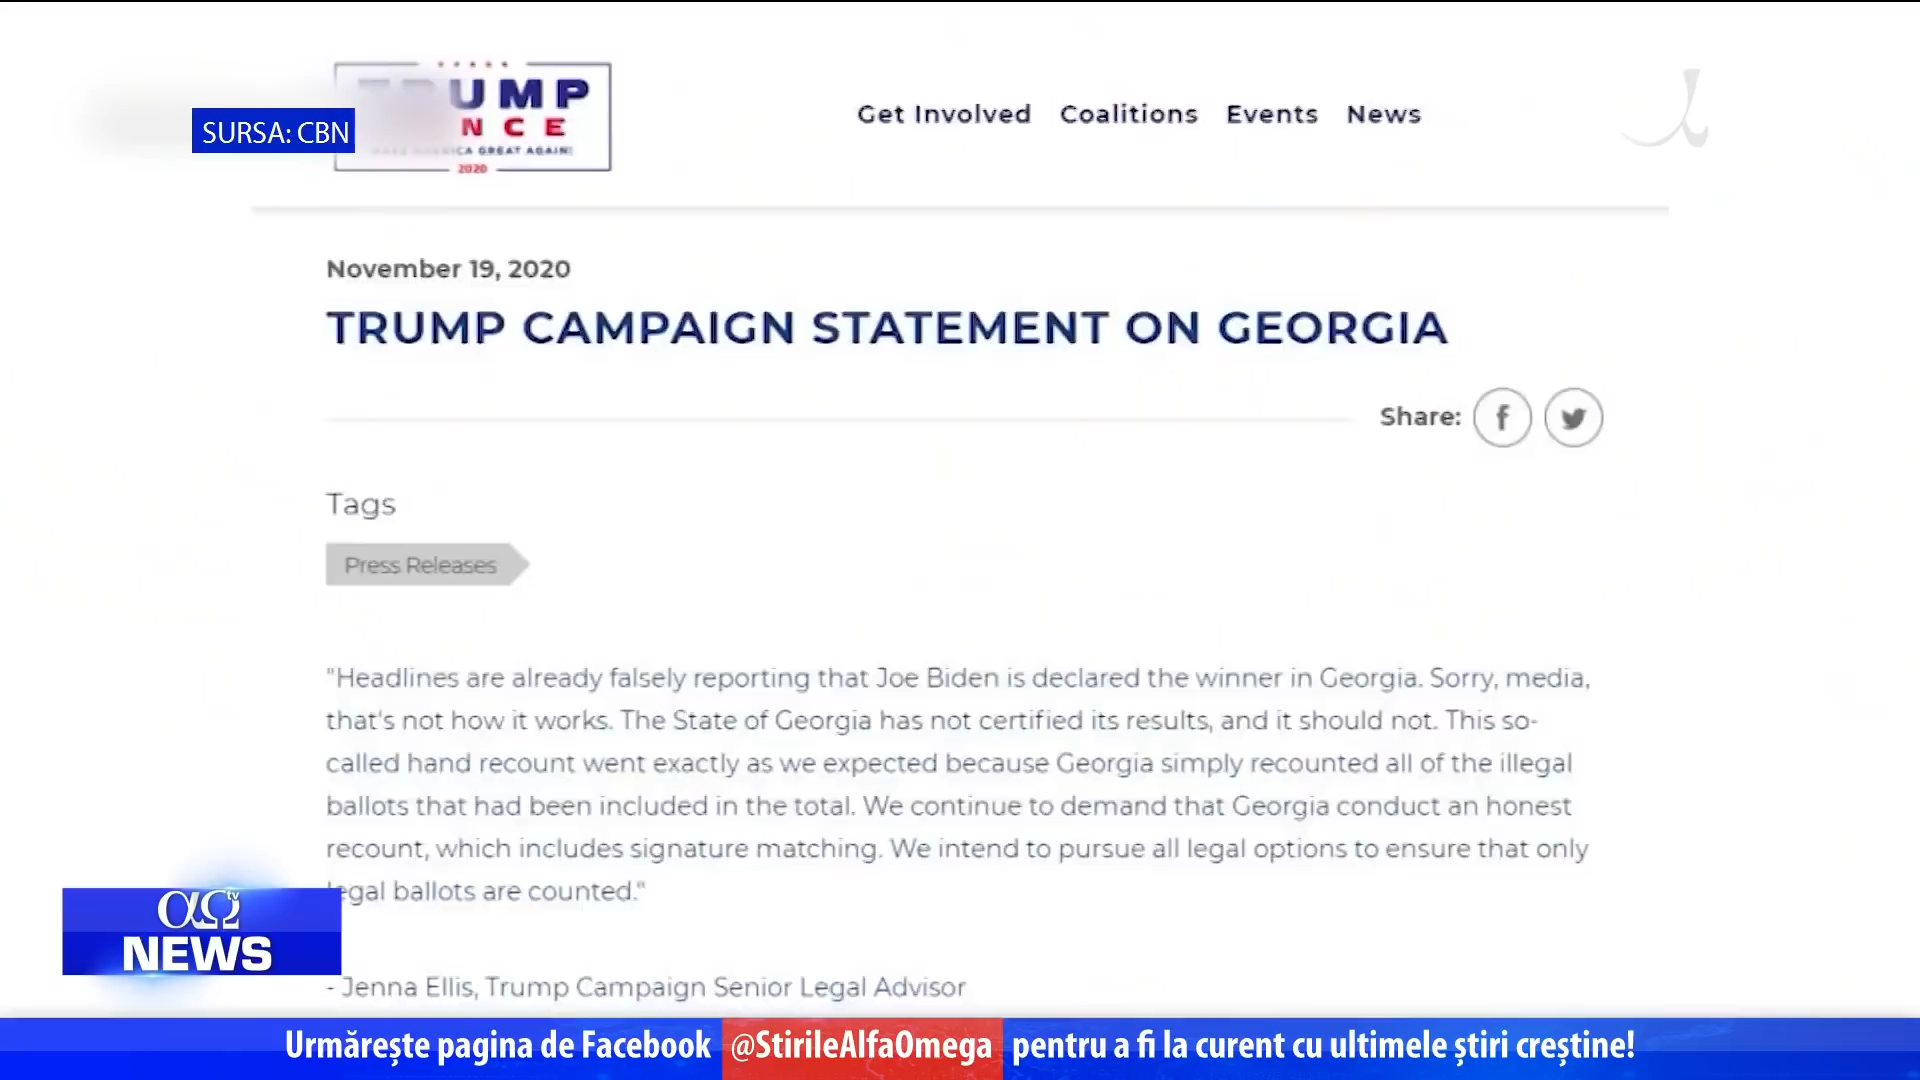 TRUMP
NCE
GREAT AGAIN!
2020
SURSA: CBN
Get Involved Coalitions Events News
November 19, 2020
TRUMP CAMPAIGN STATEMENT ON GEORGIA
Share:
Tags
Press Releases
"Headlines are already falsely reporting that Joe Biden is declared the winner in Georgia. Sorry, media,
that's not how it works. The State of Georgia has not certified its results, and it should not. This so-
called hand recount went exactly as we expected because Georgia simply recounted all of the illegal
ballots that had been included in the total. We continue to demand that Georgia conduct an honest
recount, which includes signature matching. We intend to pursue all legal options to ensure that only
legal ballots are counted."
- Jenna Ellis, Trump Campaign Senior Legal Advisor
αΩ tv
NEWS
Urmărește pagina de Facebook @StirileAlfaOmega pentru a fi la curent cu ultimele știri creștine!